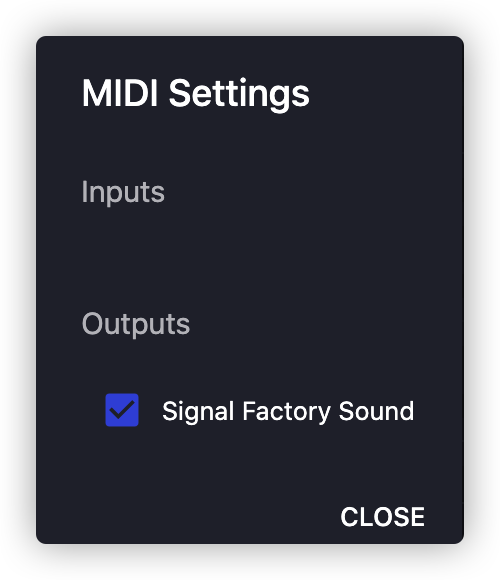 MIDI Settings
Inputs
Outputs
Signal Factory Sound
CLOSE